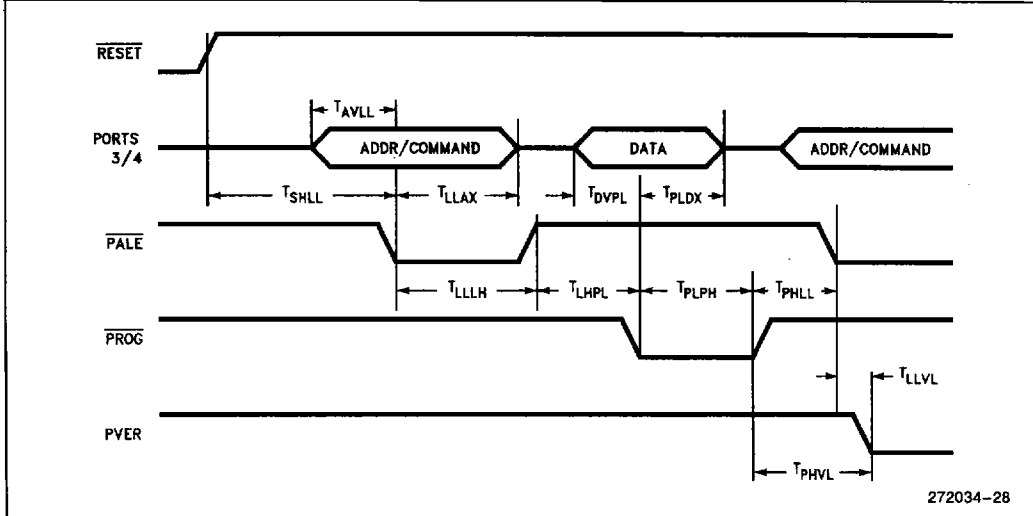 RESET
PORTS
3/4
T_AVLL
ADDR/COMMAND
DATA
ADDR/COMMAND
T_SHLL
T_LLAX
T_DVPL
T_PLDX
PALE
T_LLLH
T_LHPL
T_PLPH
T_PHLL
PROG
T_LLVL
PVER
T_PHVL
272034-28